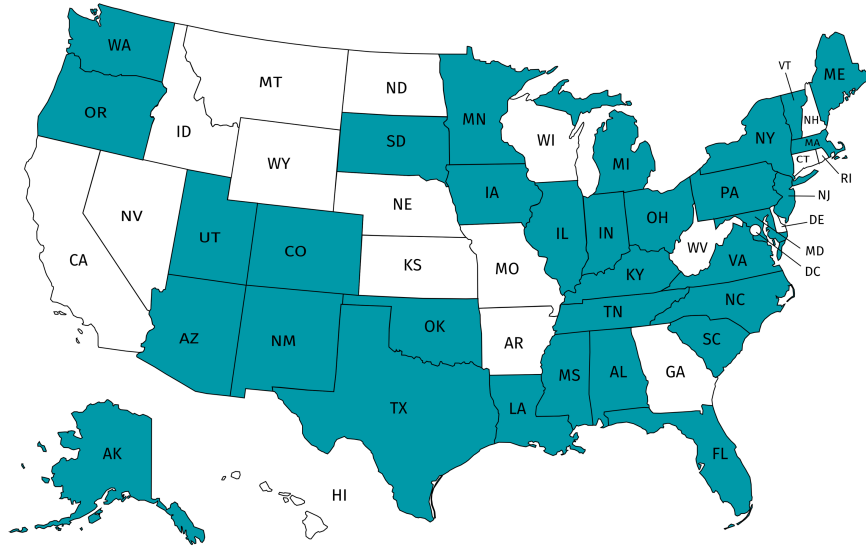 WA
MT
ND
VT
ME
OR
ID
MN
NH
WI
SD
NY
MA
WY
MI
CT
RI
IA
PA
NJ
NE
OH
DE
NV
UT
CO
IL
IN
WV
MD
CA
KS
MO
VA
DC
KY
NC
TN
AZ
NM
OK
AR
SC
MS
AL
GA
TX
LA
AK
FL
HI